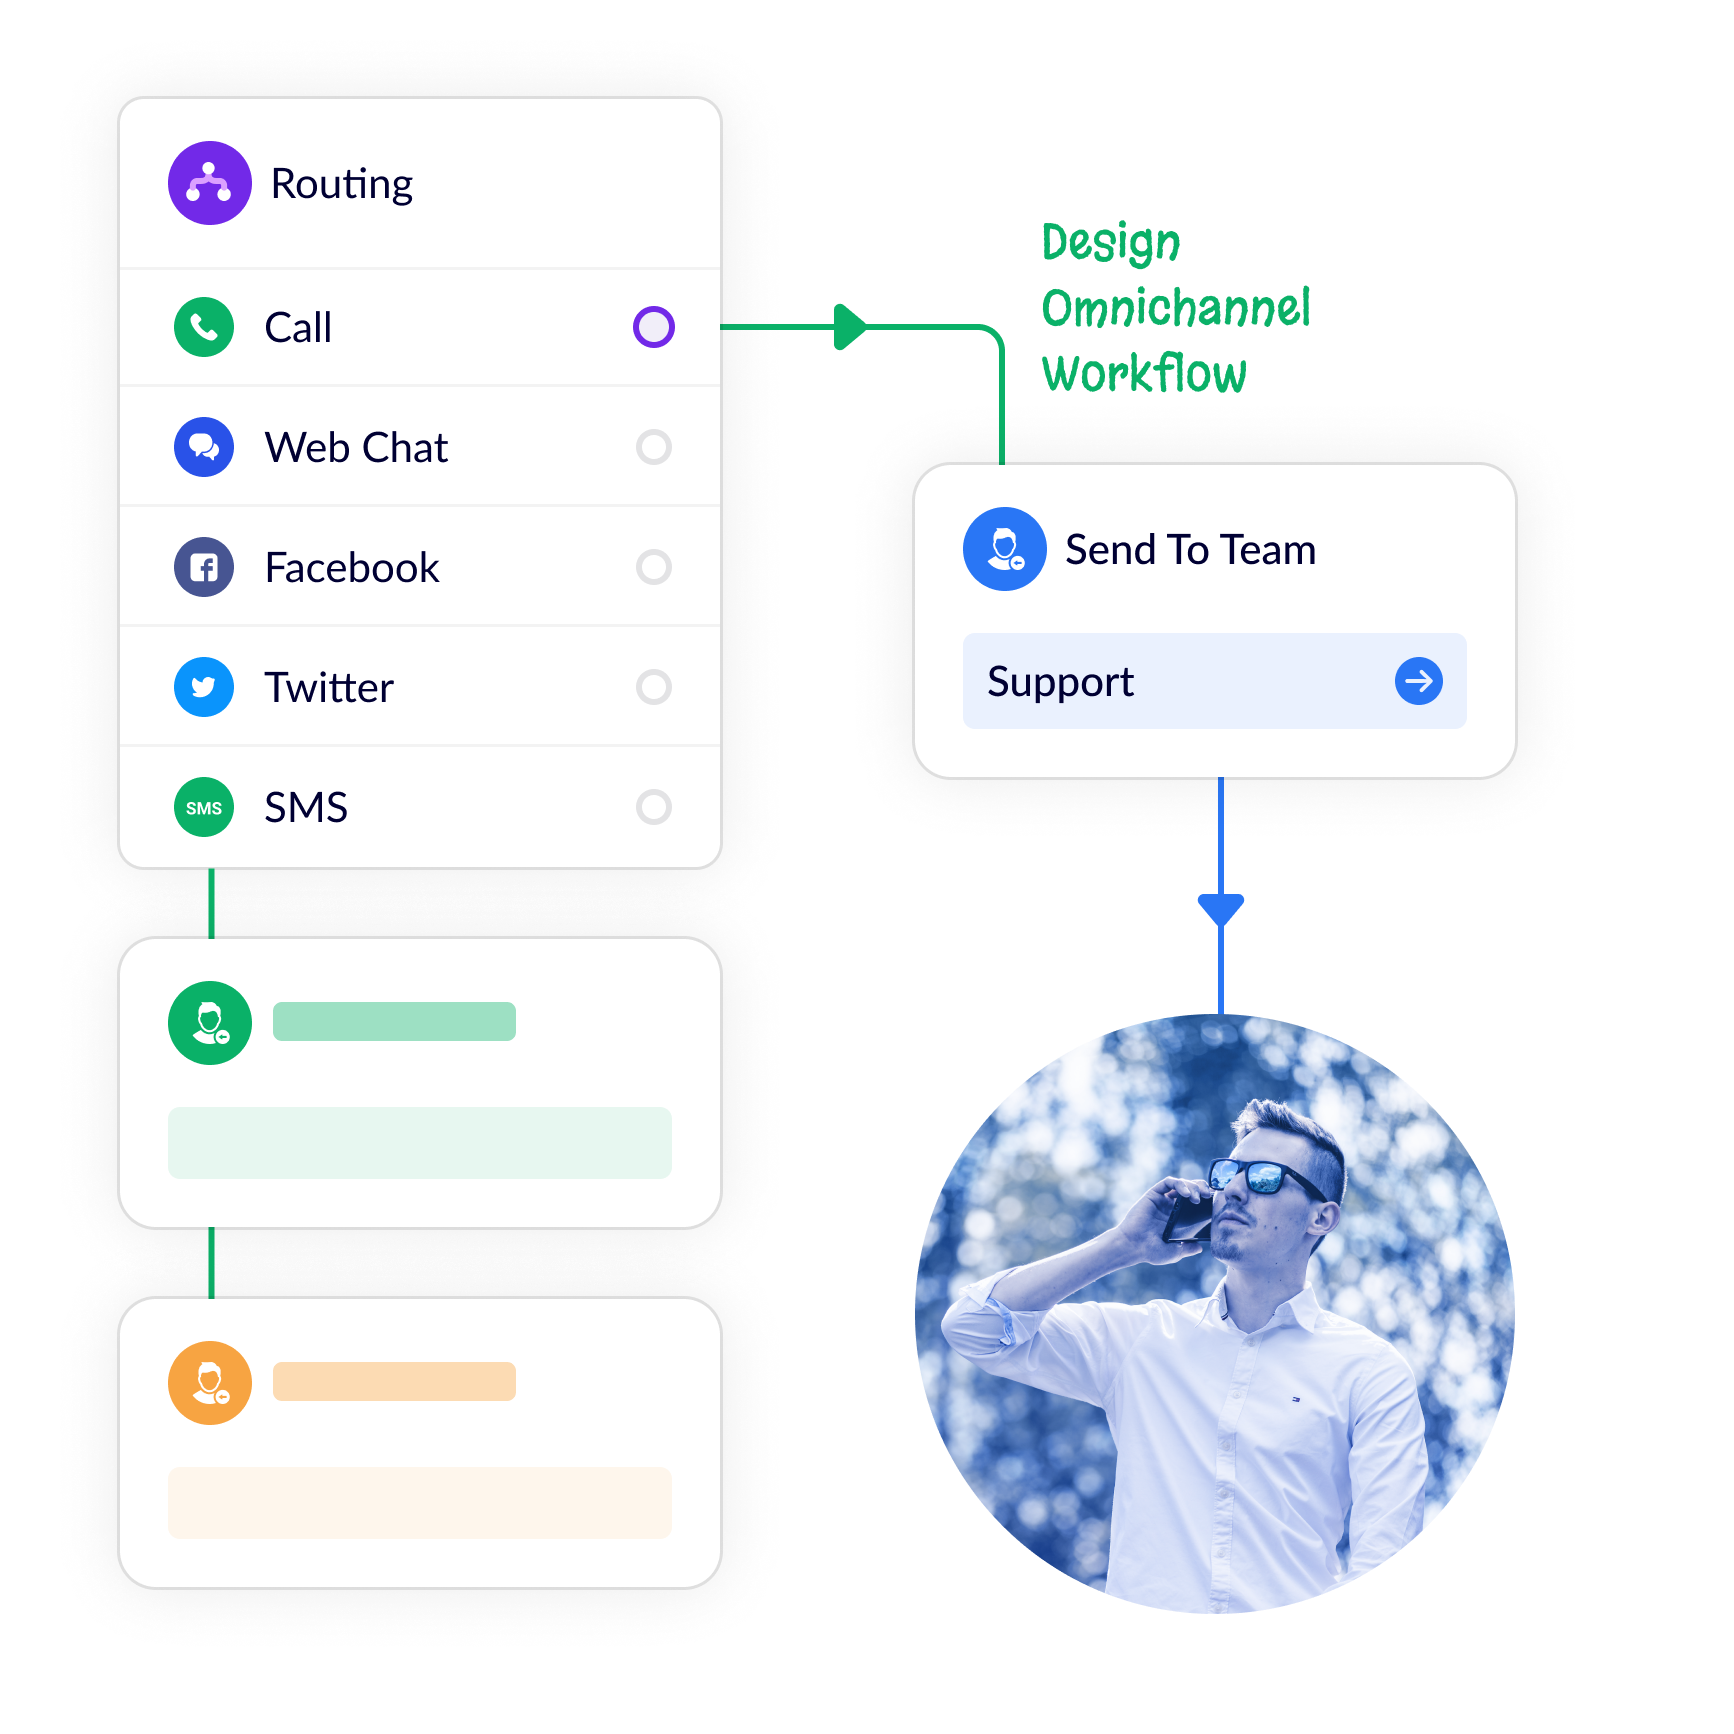 Routing
Call
Web Chat
Facebook
Twitter
SMS SMS
Design
Omnichannel
Workflow
Send To Team
Support